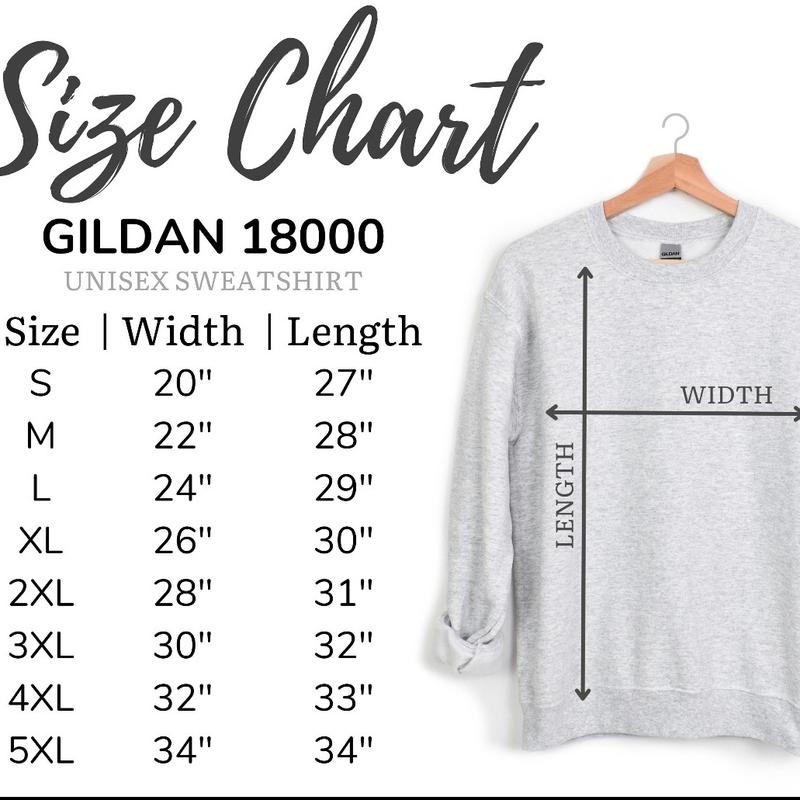 Size Chart
GILDAN 18000
UNISEX SWEATSHIRT
Size | Width | Length
S 20" 27"
M 22" 28"
L 24" 29"
XL 26" 30"
2XL 28" 31"
3XL 30" 32"
4XL 32" 33"
5XL 34" 34"
GILDAN
WIDTH
LENGTH